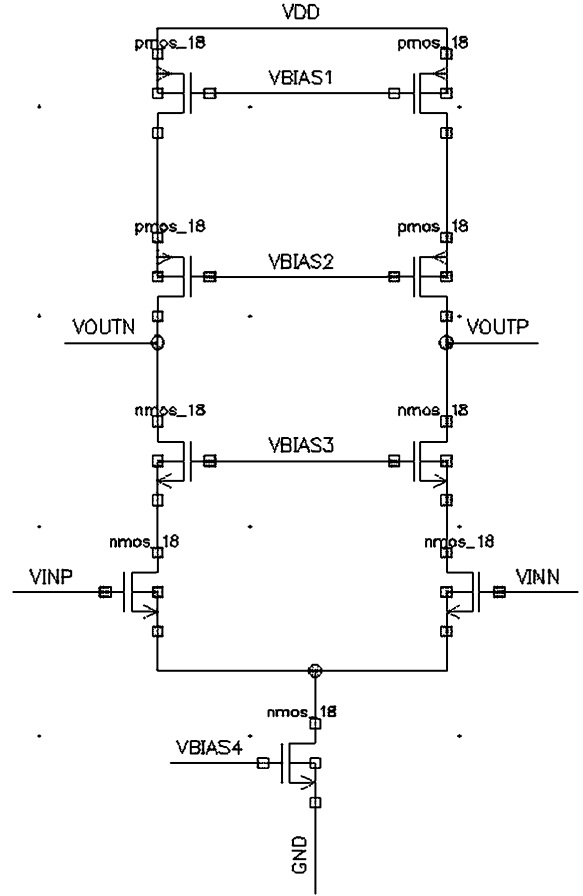 VDD
pmos_18 pmos_18
VBIAS1
pmos_18 pmos_18
VBIAS2
VOUTN VOUTP
nmos_18 nmos_18
VBIAS3
nmos_18 nmos_18
VINP VINN
nmos_18
VBIAS4
GND